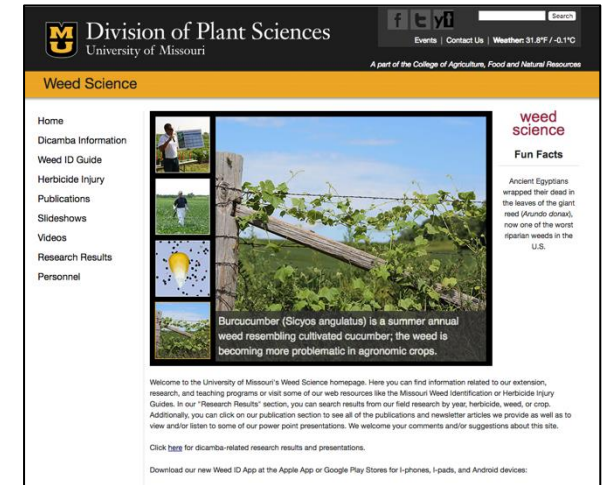 Division of Plant Sciences
University of Missouri
Search
Events | Contact Us | Weather: 31.8°F / -0.1°C
A part of the College of Agriculture, Food and Natural Resources
Weed Science
Home
Dicamba Information
Weed ID Guide
Herbicide Injury
Publications
Slideshows
Videos
Research Results
Personnel
Burcucumber (Sicyos angulatus) is a summer annual
weed resembling cultivated cucumber; the weed is
becoming more problematic in agronomic crops.
weed
science
Fun Facts
Ancient Egyptians
wrapped their dead in
the leaves of the giant
reed (Arundo donax),
now one of the worst
riparian weeds in the
U.S.
Welcome to the University of Missouri's Weed Science homepage. Here you can find information related to our extension,
research, and teaching programs or visit some of our web resources like the Missouri Weed Identification or Herbicide Injury
Guides. In our "Research Results" section, you can search results from our field research by year, herbicide, weed, or crop.
Additionally, you can click on our publication section to see all of the publications and newsletter articles we provide as well as to
view and/or listen to some of our power point presentations. We welcome your comments and/or suggestions about this site.
Click here for dicamba-related research results and presentations.
Download our new Weed ID App at the Apple App or Google Play Stores for I-phones, I-pads, and Android devices: